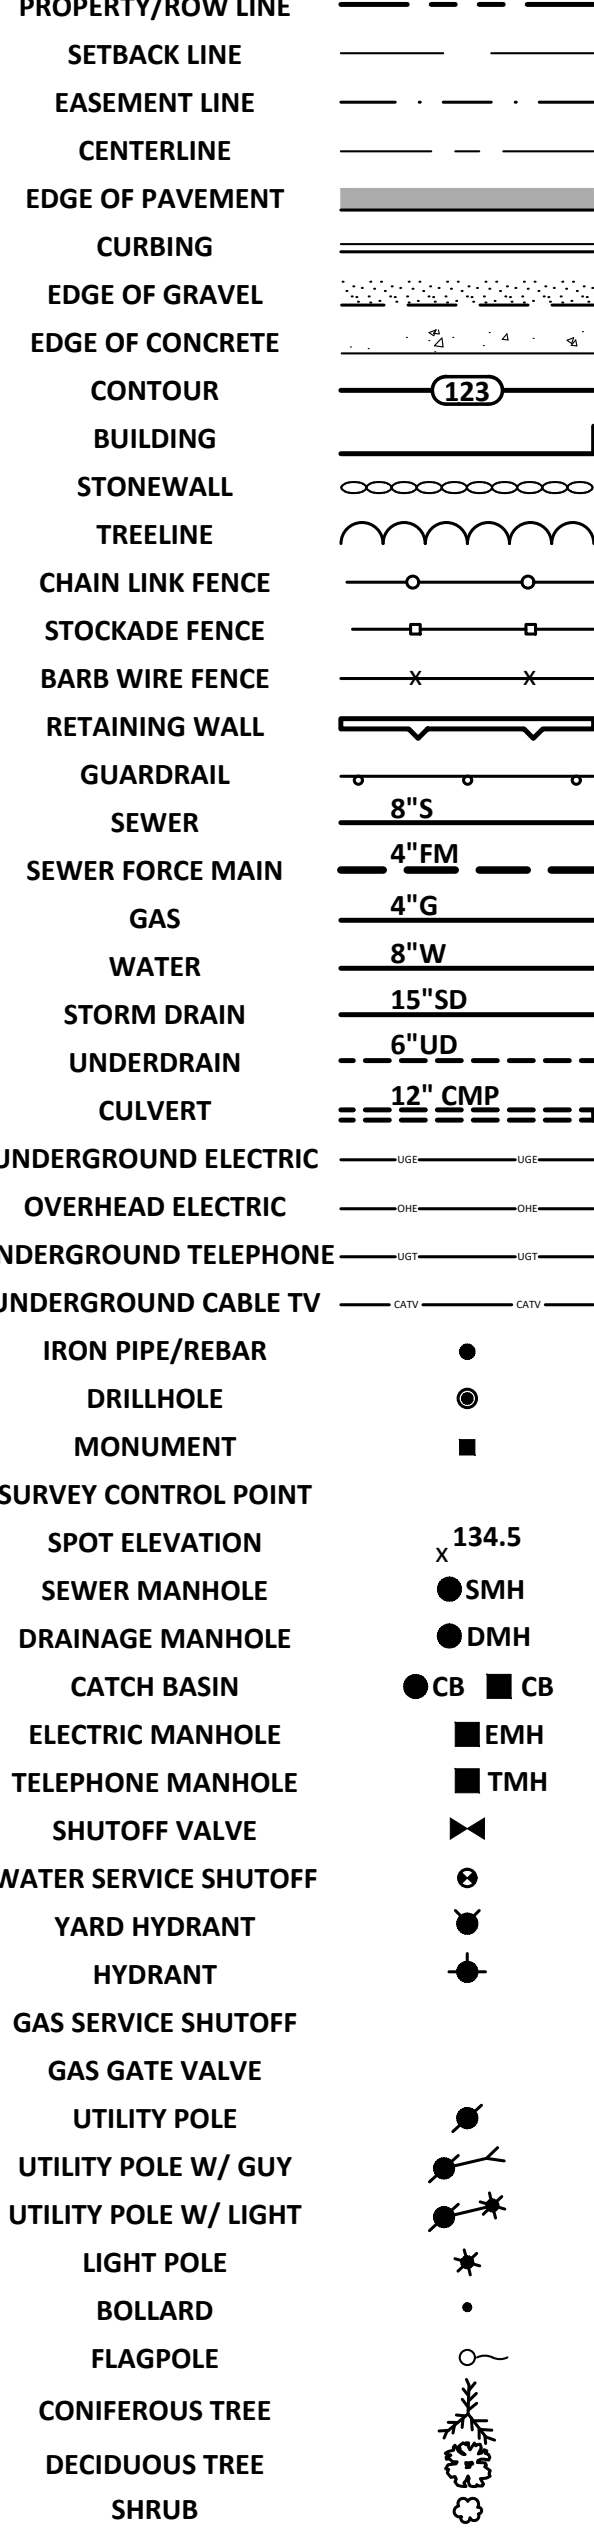 PROPERTY/ROW LINE
SETBACK LINE
EASEMENT LINE
CENTERLINE
EDGE OF PAVEMENT
CURBING
EDGE OF GRAVEL
EDGE OF CONCRETE
CONTOUR 123
BUILDING
STONEWALL
TREELINE
CHAIN LINK FENCE
STOCKADE FENCE
BARB WIRE FENCE x x
RETAINING WALL
GUARDRAIL
SEWER 8"S
SEWER FORCE MAIN 4"FM
GAS 4"G
WATER 8"W
STORM DRAIN 15"SD
UNDERDRAIN 6"UD
CULVERT 12" CMP
UNDERGROUND ELECTRIC UGE UGE
OVERHEAD ELECTRIC OHE OHE
NDERGROUND TELEPHONE UGT UGT
UNDERGROUND CABLE TV CATV CATV
IRON PIPE/REBAR
DRILLHOLE
MONUMENT
SURVEY CONTROL POINT
SPOT ELEVATION x 134.5
SEWER MANHOLE SMH
DRAINAGE MANHOLE DMH
CATCH BASIN CB CB
ELECTRIC MANHOLE EMH
TELEPHONE MANHOLE TMH
SHUTOFF VALVE
WATER SERVICE SHUTOFF
YARD HYDRANT
HYDRANT
GAS SERVICE SHUTOFF
GAS GATE VALVE
UTILITY POLE
UTILITY POLE W/ GUY
UTILITY POLE W/ LIGHT
LIGHT POLE
BOLLARD
FLAGPOLE
CONIFEROUS TREE
DECIDUOUS TREE
SHRUB